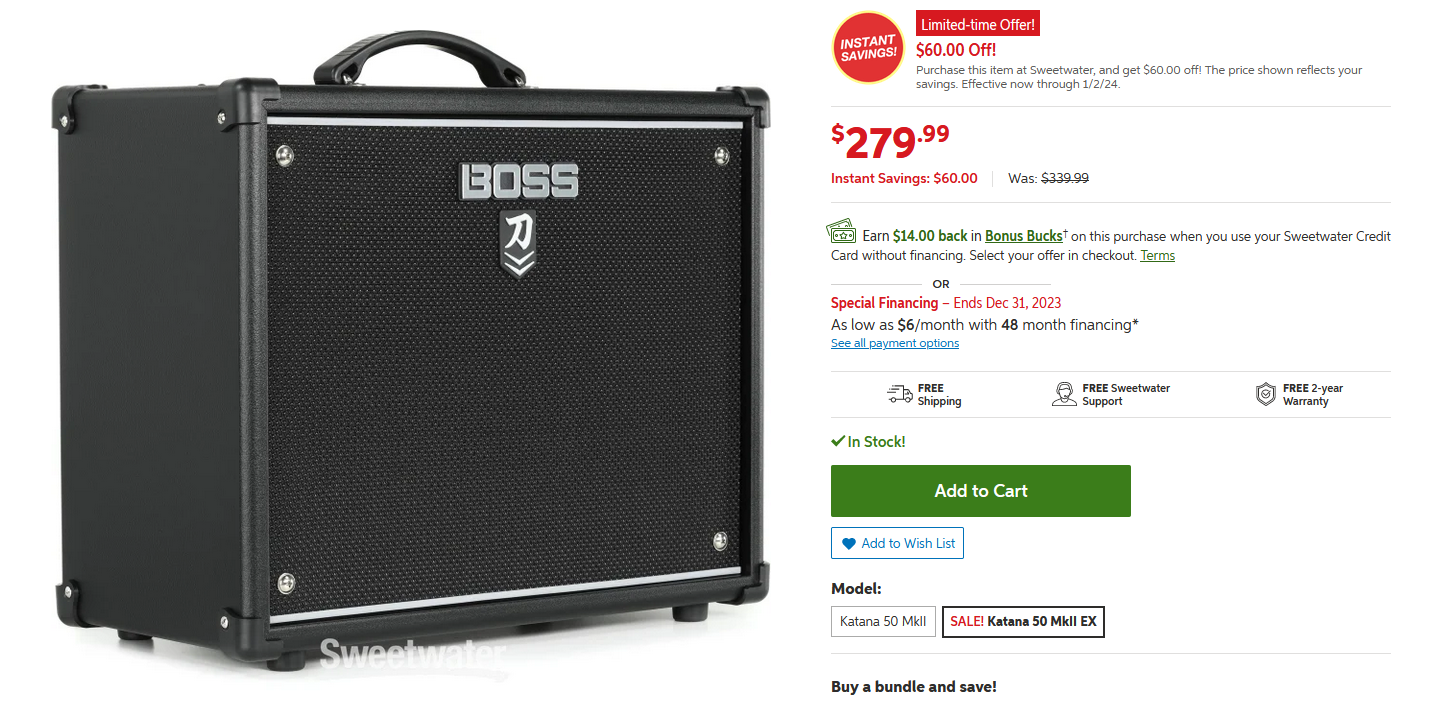 BOSS
刀
Sweetwater
INSTANT
SAVINGS!
Limited-time Offer!
$60.00 Off!
Purchase this item at Sweetwater, and get $60.00 off! The price shown reflects your
savings. Effective now through 1/2/24.
$279.99
Instant Savings: $60.00 Was: $339.99
Earn $14.00 back in Bonus Bucks† on this purchase when you use your Sweetwater Credit
Card without financing. Select your offer in checkout. Terms
OR
Special Financing – Ends Dec 31, 2023
As low as $6/month with 48 month financing*
See all payment options
FREE
Shipping
FREE Sweetwater
Support
FREE 2-year
Warranty
In Stock!
Add to Cart
Add to Wish List
Model:
Katana 50 MkII SALE! Katana 50 MkII EX
Buy a bundle and save!